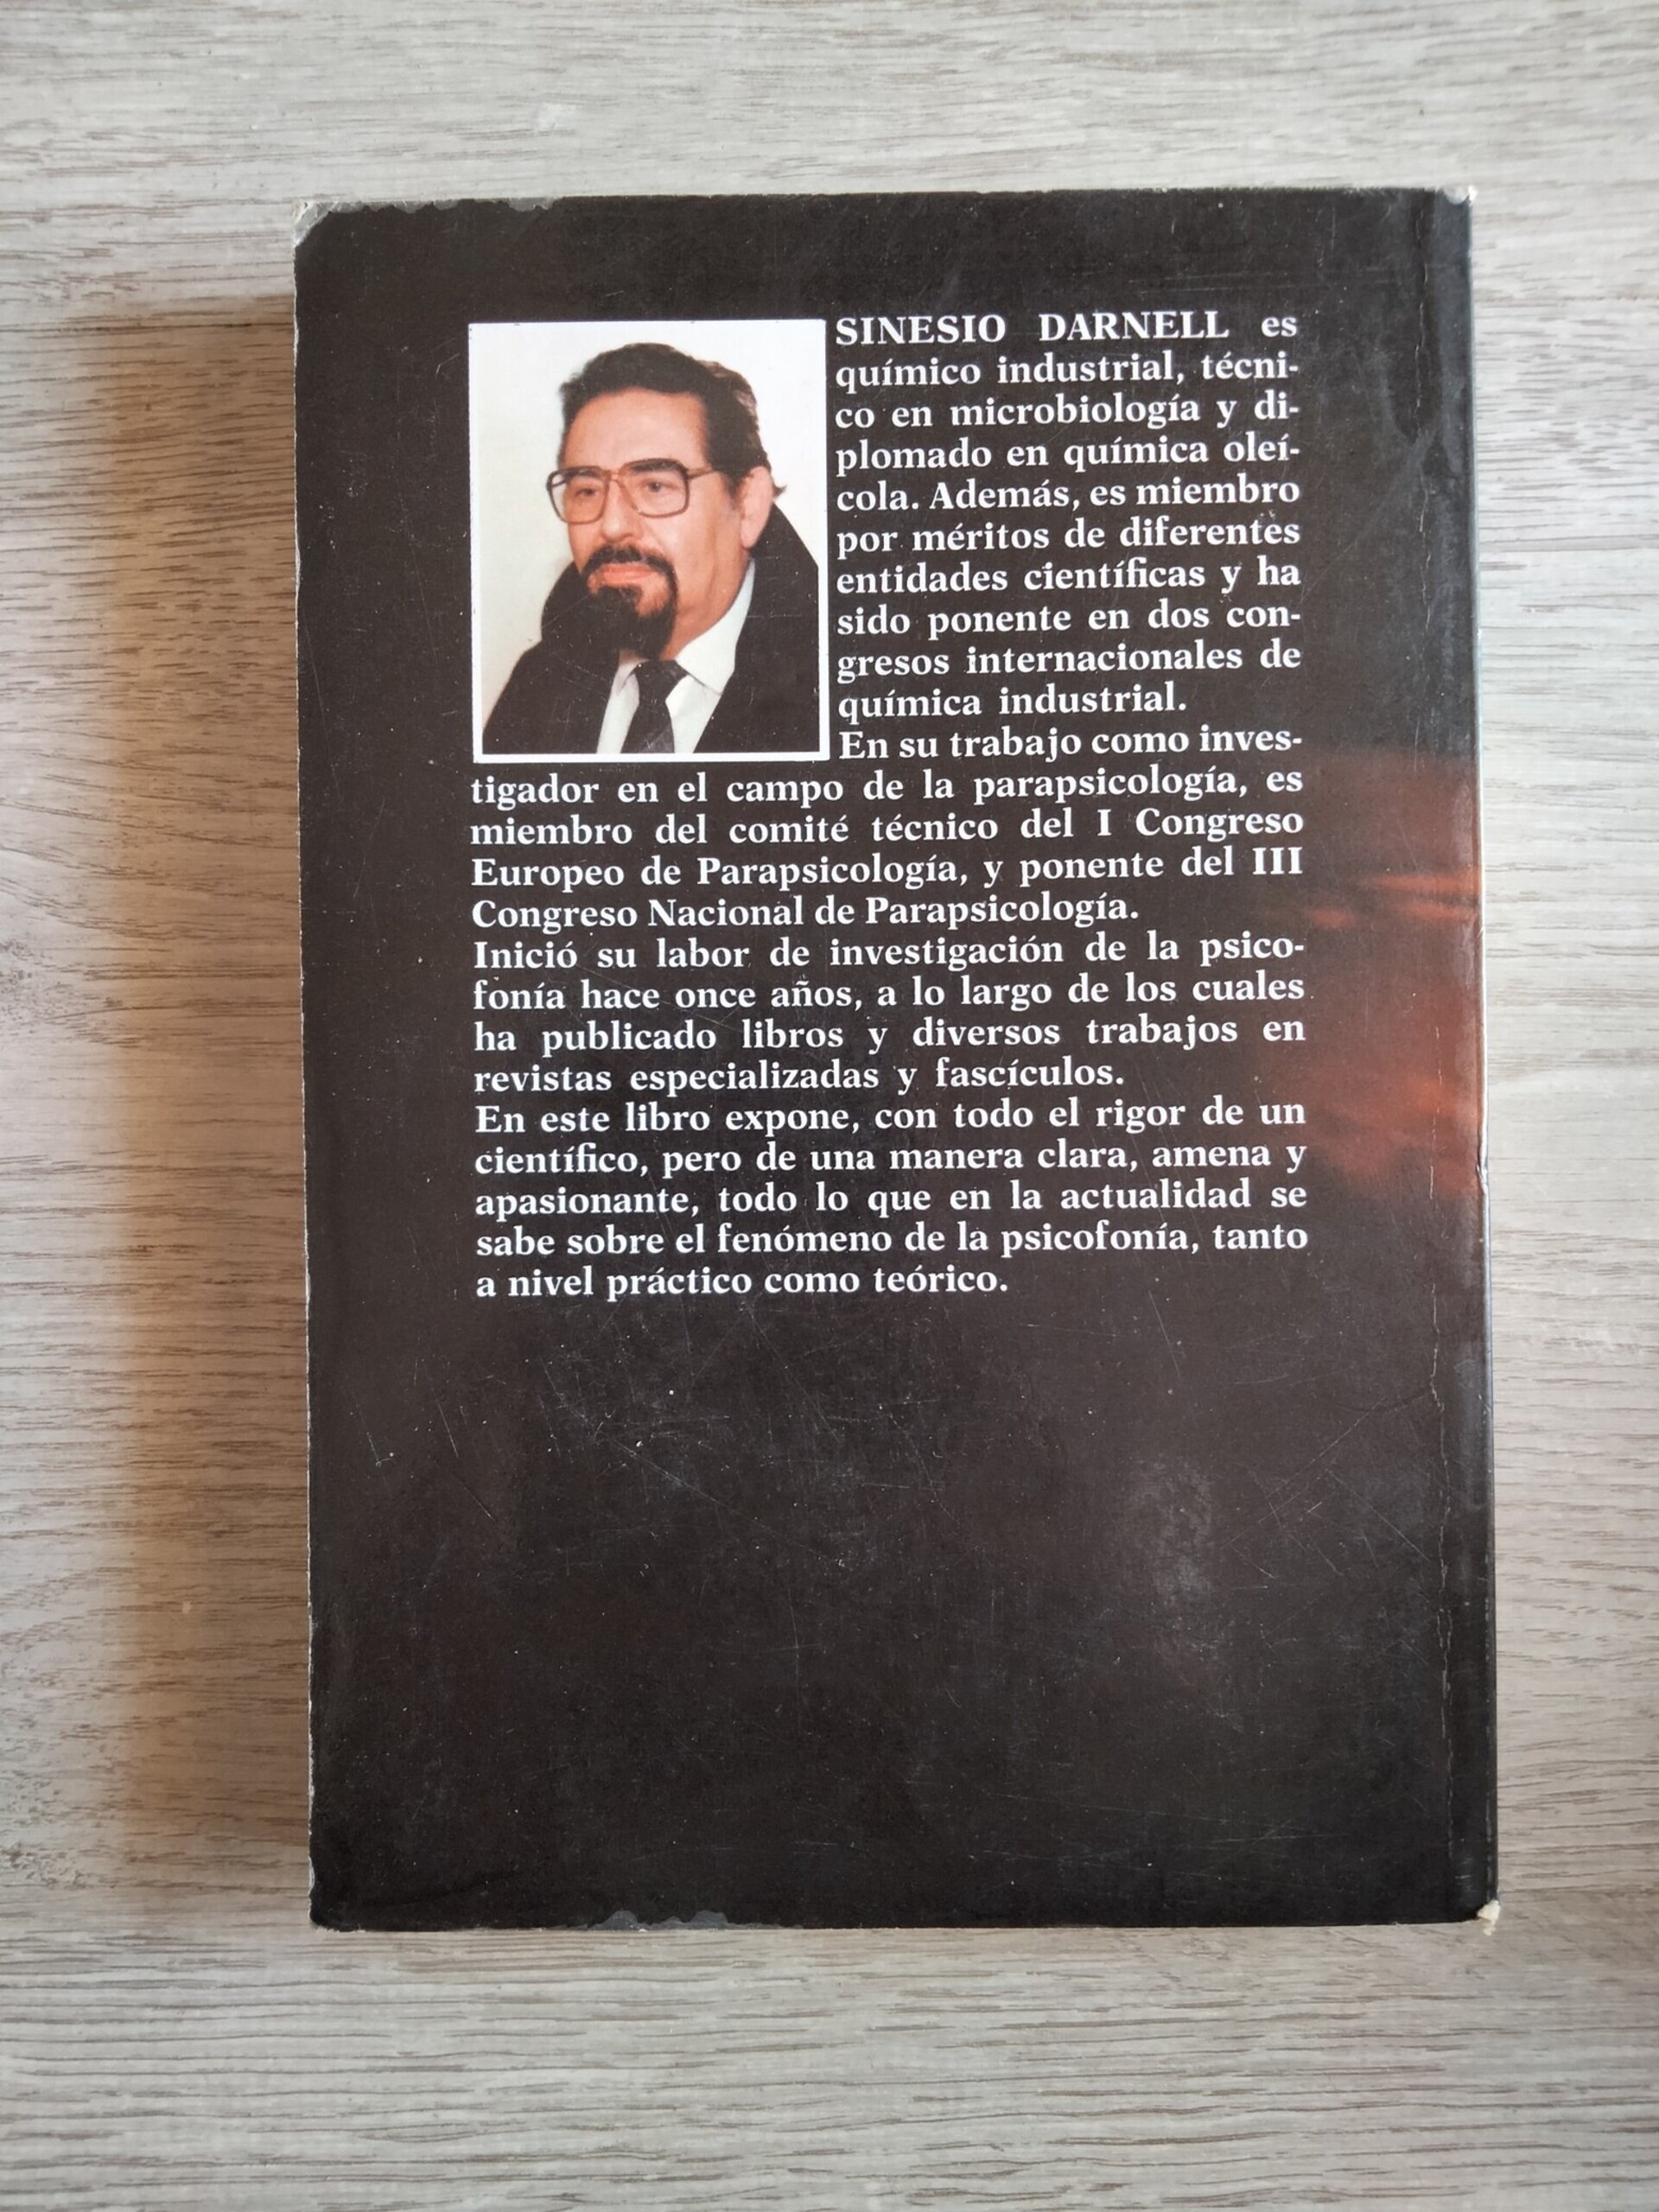 SINESIO DARNELL es
químico industrial, técni-
co en microbiología y di-
plomado en química oleí-
cola. Además, es miembro
por méritos de diferentes
entidades científicas y ha
sido ponente en dos con-
gresos internacionales de
química industrial.
En su trabajo como inves-
tigador en el campo de la parapsicología, es
miembro del comité técnico del I Congreso
Europeo de Parapsicología, y ponente del III
Congreso Nacional de Parapsicología.
Inició su labor de investigación de la psico-
fonía hace once años, a lo largo de los cuales
ha publicado libros y diversos trabajos en
revistas especializadas y fascículos.
En este libro expone, con todo el rigor de un
científico, pero de una manera clara, amena y
apasionante, todo lo que en la actualidad se
sabe sobre el fenómeno de la psicofonía, tanto
a nivel práctico como teórico.